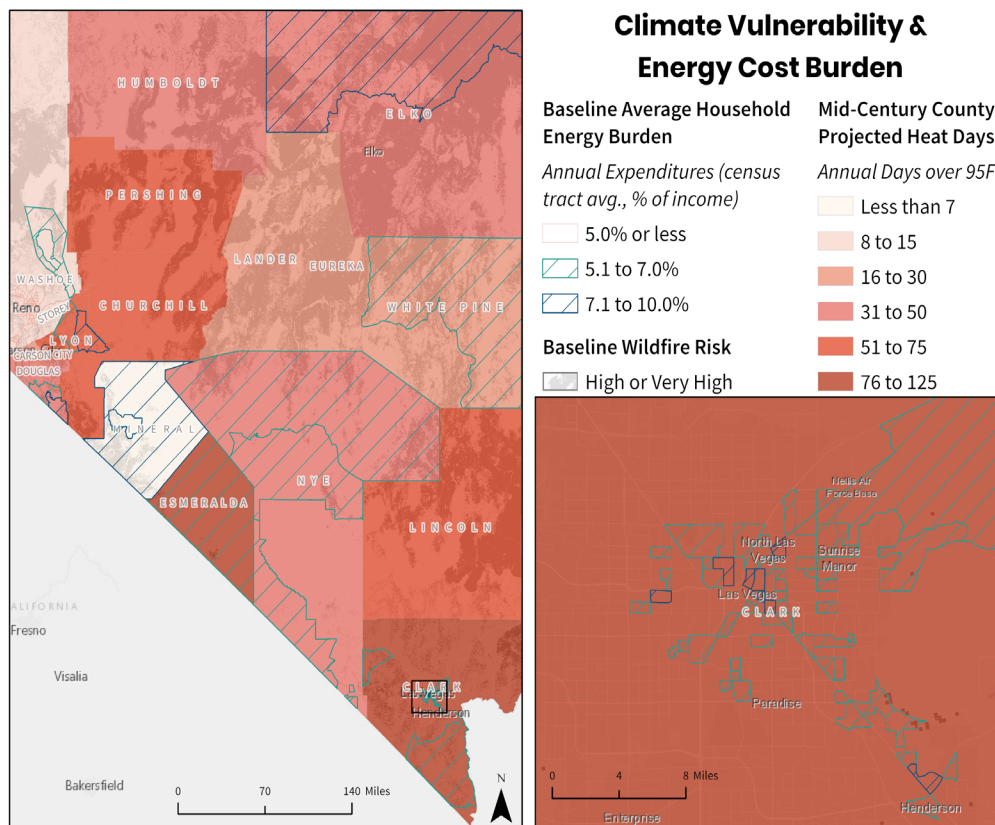 Climate Vulnerability &
Energy Cost Burden
Baseline Average Household
Energy Burden
Annual Expenditures (census
tract avg., % of income)
5.0% or less
5.1 to 7.0%
7.1 to 10.0%
Baseline Wildfire Risk
High or Very High
Mid-Century County
Projected Heat Days
Annual Days over 95F
Less than 7
8 to 15
16 to 30
31 to 50
51 to 75
76 to 125
HUMBOLDT
ELKO
Elko
PERSHING
LANDER
EUREKA
WASHOE
WHITE PINE
Reno
STOREY
CHURCHILL
LYON
CARSON CITY
DOUGLAS
MINERAL
NYE
ESMERALDA
LINCOLN
ALIFORNIA
Fresno
Visalia
CLARK
Las Vegas
Henderson
Bakersfield
0 70 140 Miles
N
Nellis Air
Force Base
North Las
Vegas
Sunrise
Manor
Las Vegas
CLARK
Paradise
0 4 8 Miles
Henderson
Enterprise